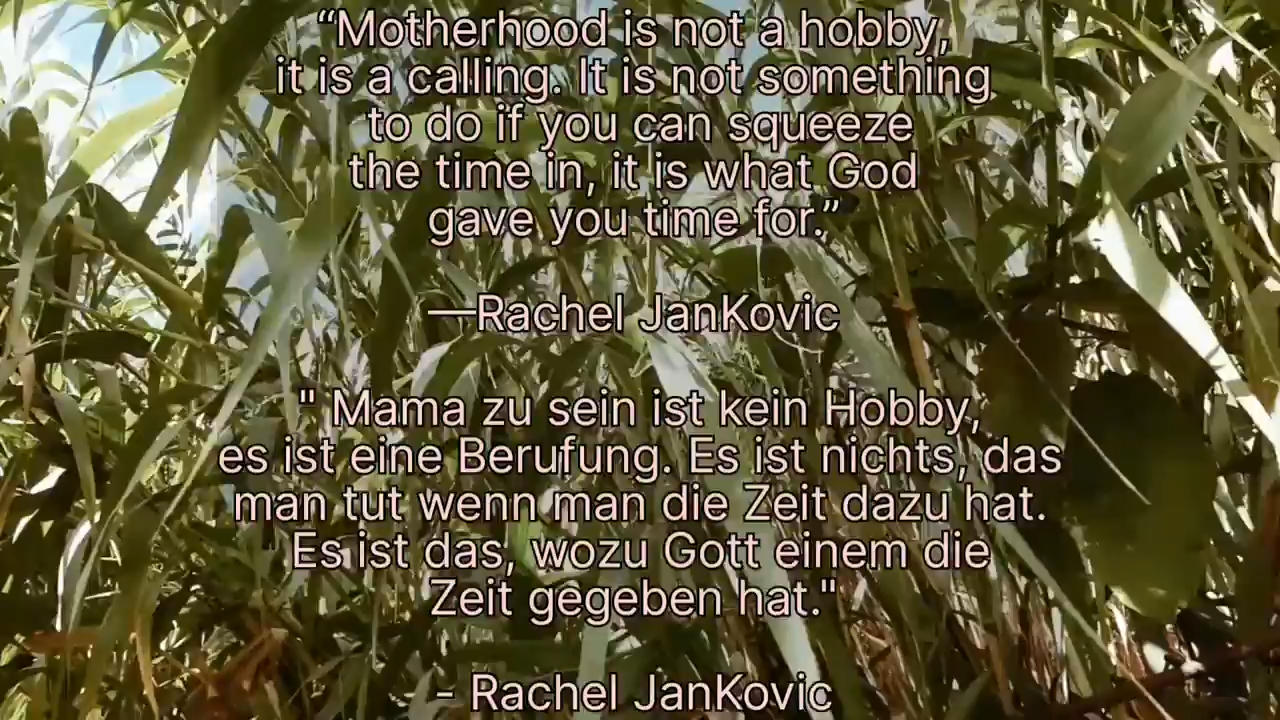 “Motherhood is not a hobby,
it is a calling. It is not something
to do if you can squeeze
the time in, it is what God
gave you time for.”
—Rachel JanKovic
" Mama zu sein ist kein Hobby,
es ist eine Berufung. Es ist nichts, das
man tut wenn man die Zeit dazu hat.
Es ist das, wozu Gott einem die
Zeit gegeben hat."
- Rachel JanKovic